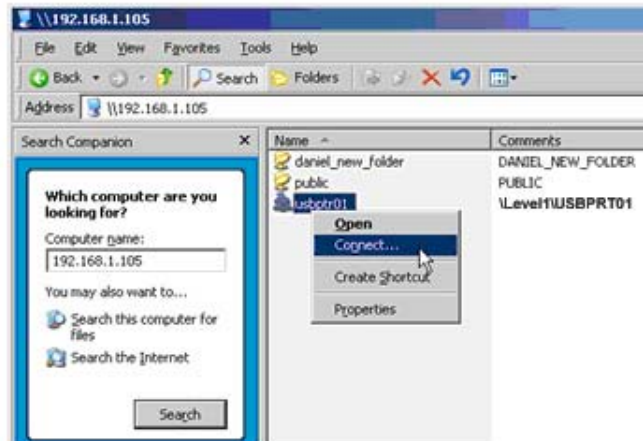 \\192.168.1.105
File Edit View Favorites Tools Help
Back Search Folders
Address \\192.168.1.105
Search Companion
Which computer are you
looking for?
Computer name:
192.168.1.105
You may also want to...
Search this computer for
files
Search the Internet
Search
Name Comments
daniel_new_folder DANIEL_NEW_FOLDER
public PUBLIC
usbptr01 \Level1\USBPRT01
Open
Connect...
Create Shortcut
Properties